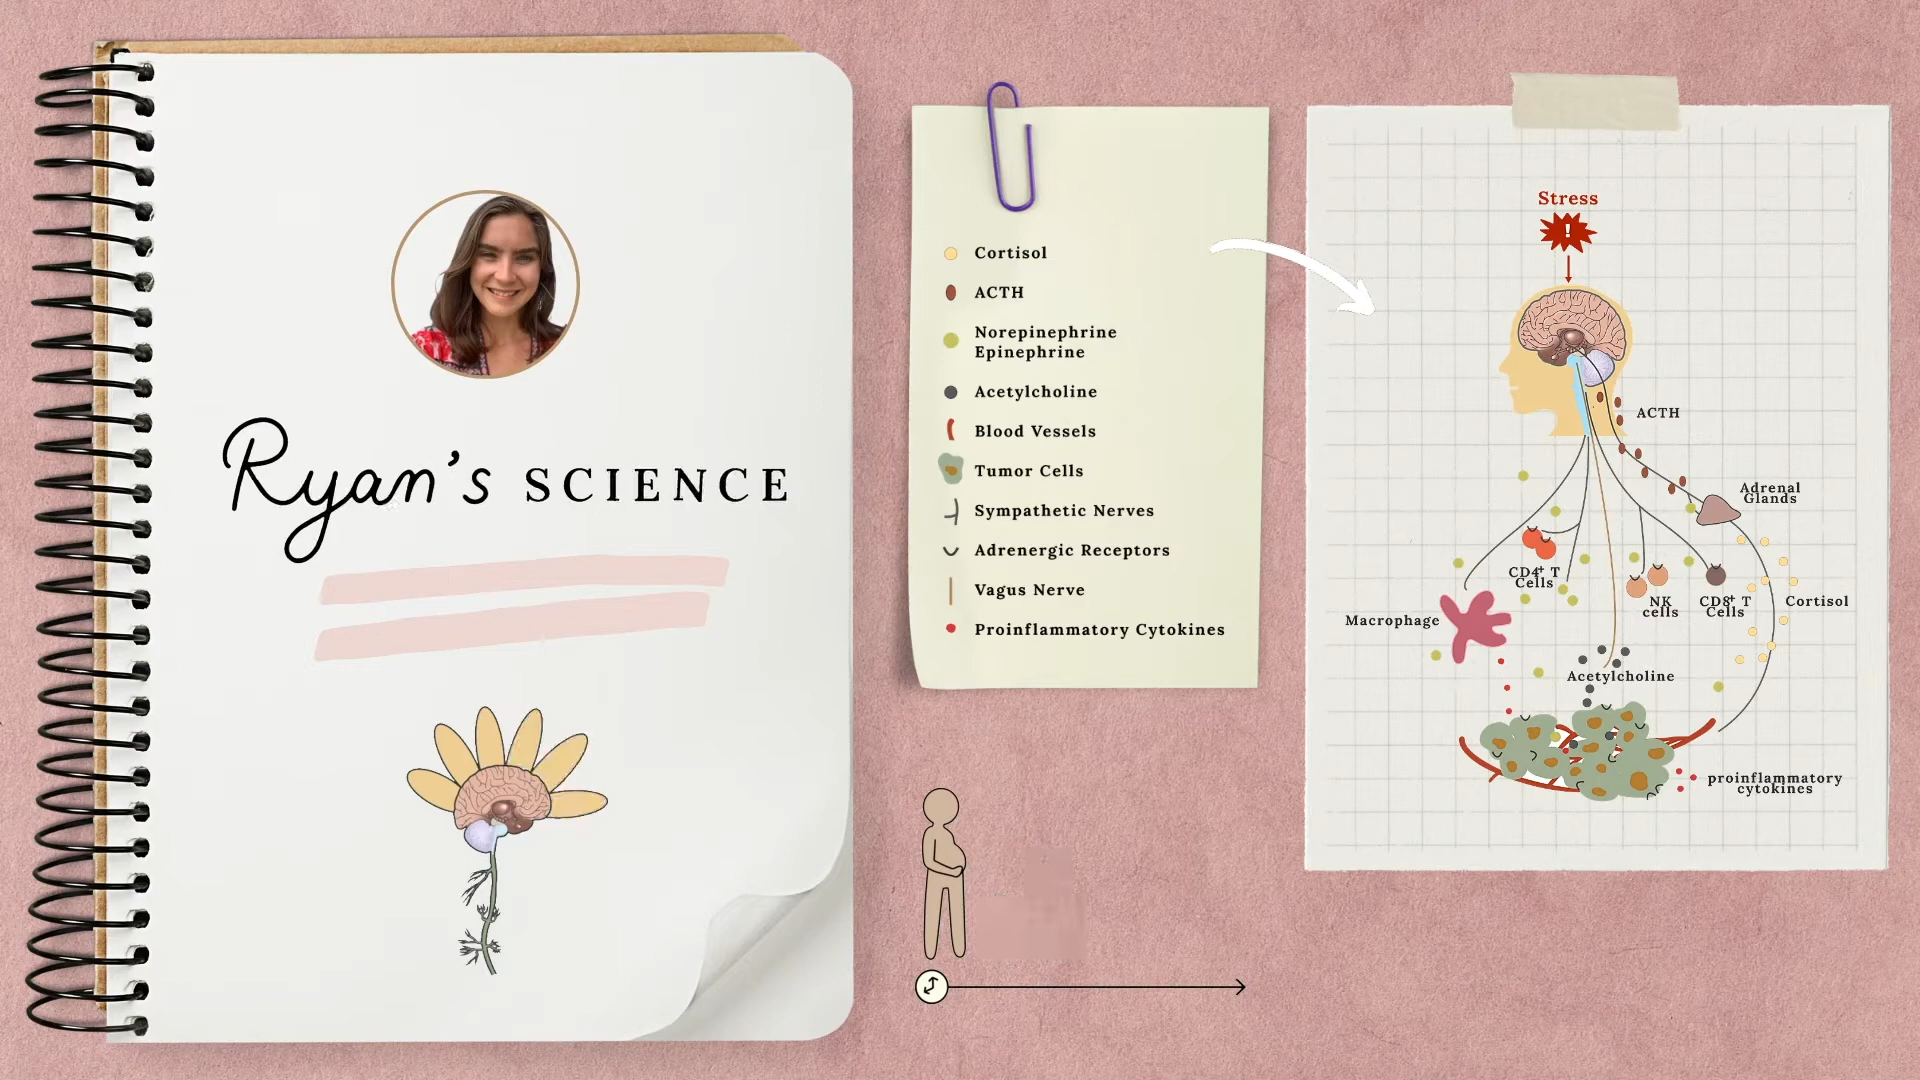 Ryan's SCIENCE
Cortisol
ACTH
Norepinephrine
Epinephrine
Acetylcholine
Blood Vessels
Tumor Cells
Sympathetic Nerves
Adrenergic Receptors
Vagus Nerve
Proinflammatory Cytokines
Stress
!
ACTH
Adrenal
Glands
CD4+ T
Cells
NK
cells
CD8+ T
Cells
Cortisol
Macrophage
Acetylcholine
proinflammatory
cytokines